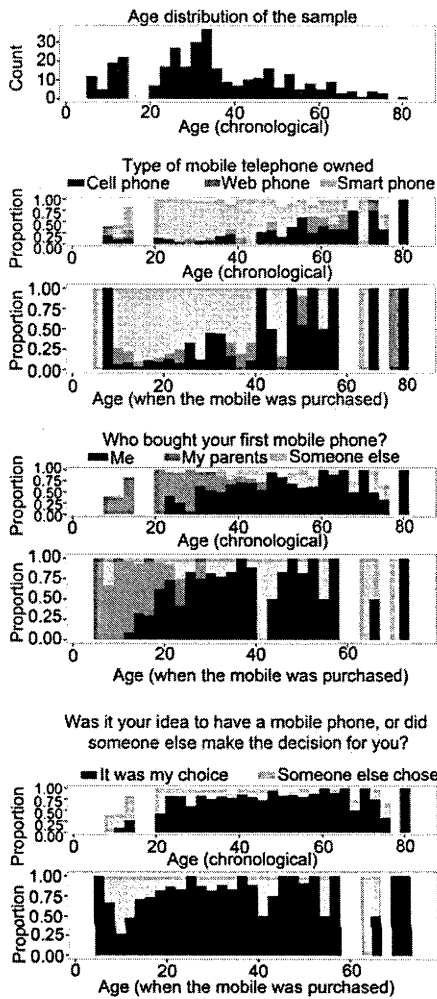 Age distribution of the sample
Count
30
20
10
0
0 20 40 60 80
Age (chronological)
Type of mobile telephone owned
Cell phone Web phone Smart phone
Proportion
1.00
0.75
0.50
0.25
0.00
0 20 40 60 80
Age (chronological)
Proportion
1.00
0.75
0.50
0.25
0.00
0 20 40 60 80
Age (when the mobile was purchased)
Who bought your first mobile phone?
Me My parents Someone else
Proportion
1.00
0.75
0.50
0.25
0.00
0 20 40 60 80
Age (chronological)
Proportion
1.00
0.75
0.50
0.25
0.00
0 20 40 60
Age (when the mobile was purchased)
Was it your idea to have a mobile phone, or did
someone else make the decision for you?
It was my choice Someone else chose
Proportion
1.00
0.75
0.50
0.25
0.00
0 20 40 60 80
Age (chronological)
Proportion
1.00
0.75
0.50
0.25
0.00
0 20 40 60
Age (when the mobile was purchased)